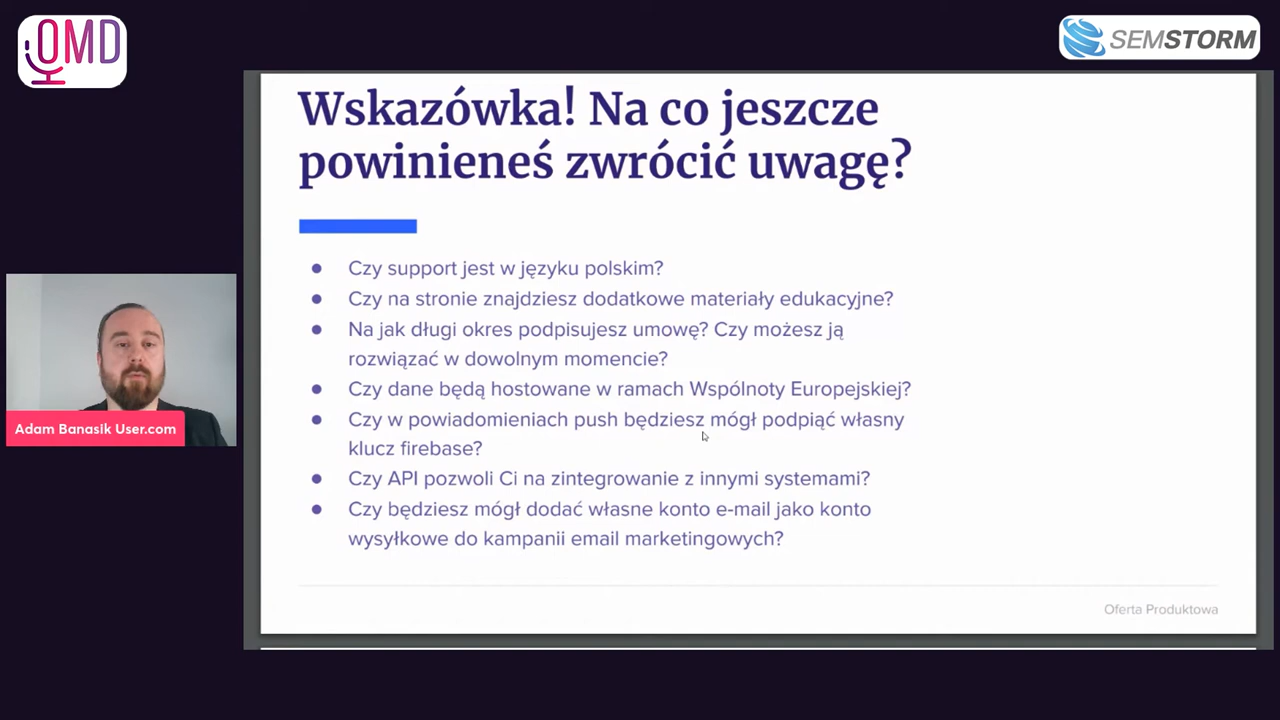 OMD
SEMSTORM
Wskazówka! Na co jeszcze
powinieneś zwrócić uwagę?
● Czy support jest w języku polskim?
● Czy na stronie znajdziesz dodatkowe materiały edukacyjne?
● Na jak długi okres podpisujesz umowę? Czy możesz ją
rozwiązać w dowolnym momencie?
● Czy dane będą hostowane w ramach Wspólnoty Europejskiej?
● Czy w powiadomieniach push będziesz mógł podpiąć własny
klucz firebase?
● Czy API pozwoli Ci na zintegrowanie z innymi systemami?
● Czy będziesz mógł dodać własne konto e-mail jako konto
wysyłkowe do kampanii email marketingowych?
Oferta Produktowa
Adam Banasik User.com